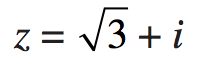 z = √3 + i